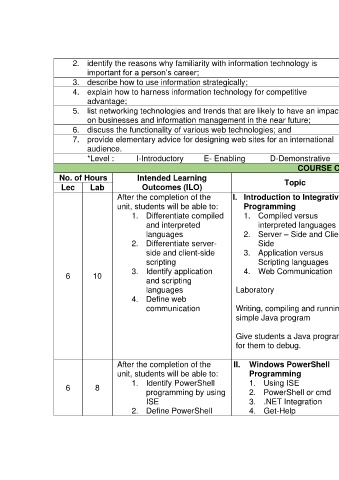 2. identify the reasons why familiarity with information technology is
important for a person's career;
3. describe how to use information strategically;
4. explain how to harness information technology for competitive
advantage;
5. list networking technologies and trends that are likely to have an impac
on businesses and information management in the near future;
6. discuss the functionality of various web technologies; and
7. provide elementary advice for designing web sites for an international
audience.
*Level : I-Introductory E- Enabling D-Demonstrative
COURSE C
No. of Hours
Lec Lab
Intended Learning
Outcomes (ILO)
Topic
6
10
After the completion of the
unit, students will be able to:
1. Differentiate compiled
and interpreted
languages
2. Differentiate server-
side and client-side
scripting
3. Identify application
and scripting
languages
4. Define web
communication
I. Introduction to Integrativ
Programming
1. Compiled versus
interpreted languages
2. Server – Side and Clie
Side
3. Application versus
Scripting languages
4. Web Communication
Laboratory
Writing, compiling and runnin
simple Java program
Give students a Java program
for them to debug.
6
8
After the completion of the
unit, students will be able to:
1. Identify PowerShell
programming by using
ISE
2. Define PowerShell
II. Windows PowerShell
Programming
1. Using ISE
2. PowerShell or cmd
3. .NET Integration
4. Get-Help